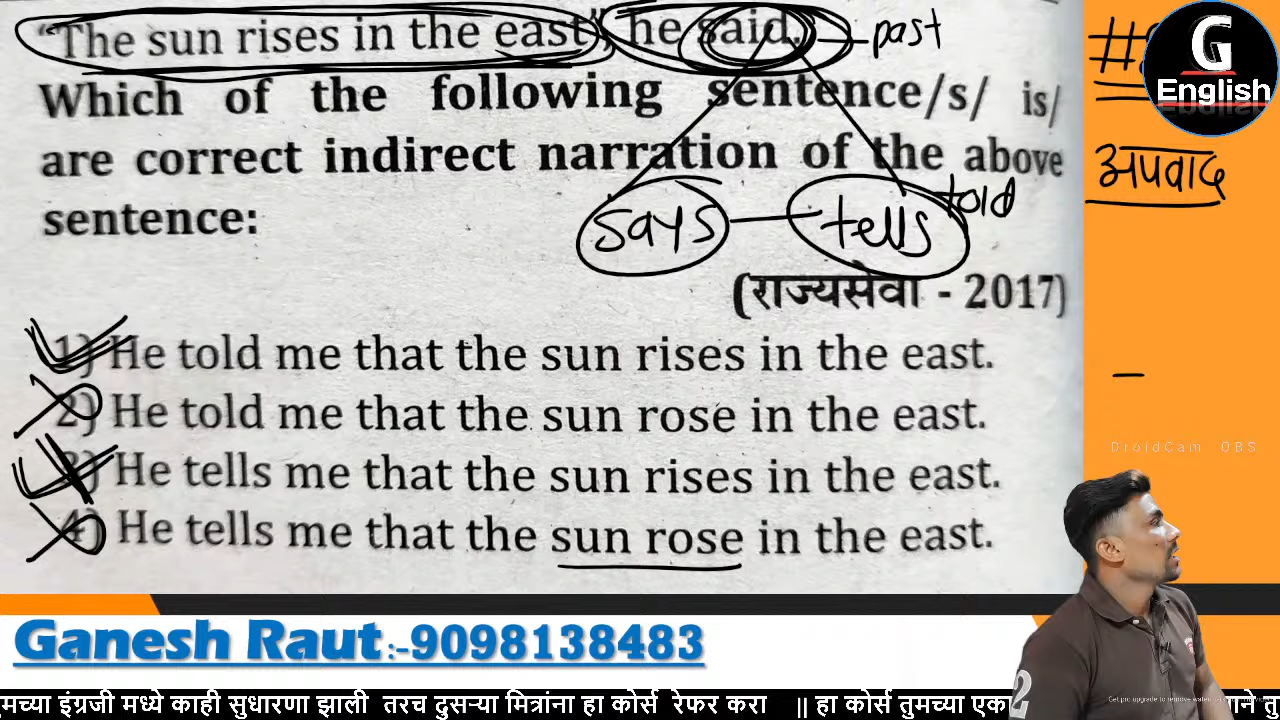 "The sun rises in the east", he said. past
G
English
Which of the following sentence/s/ is/
are correct indirect narration of the above
अपवाद
sentence: says tells told
(राज्यसेवा - 2017)
1) He told me that the sun rises in the east.
2) He told me that the sun rose in the east.
DroidCam OBS
3) He tells me that the sun rises in the east.
4) He tells me that the sun rose in the east.
Ganesh Raut:-9098138483
मच्या इंग्रजी मध्ये काही सुधारणा झाली तरच दुसऱ्या मित्रांना हा कोर्स रेफर करा || हा कोर्स तुमच्या एक